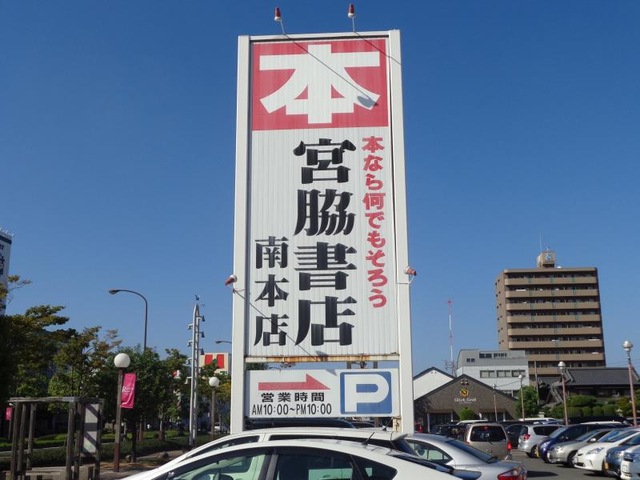 本
本なら何でもそろう
宮脇書店
南本店
営業時間
AM10:00~PM10:00
P